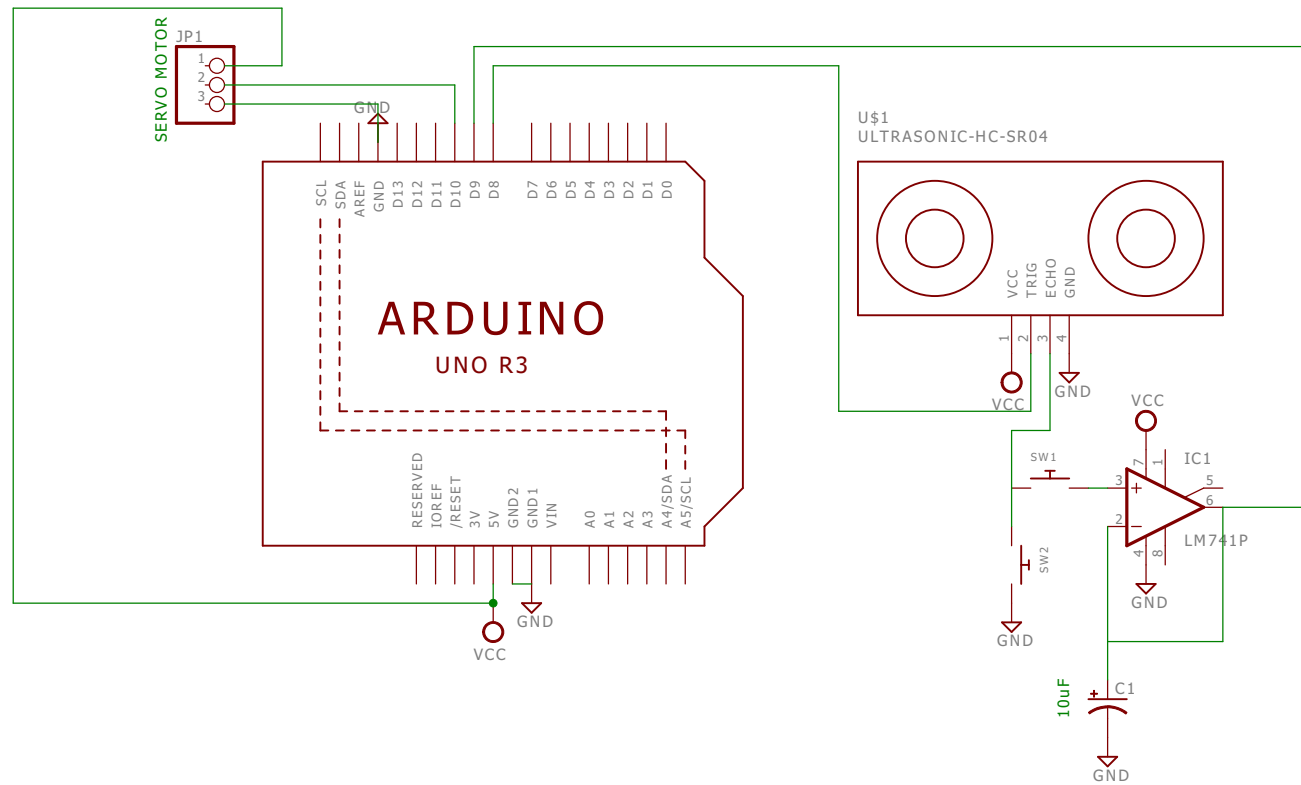 SERVO MOTOR
JP1
1
2
3
GND
SCL
SDA
AREF
GND
D13
D12
D11
D10
D9
D8
D7
D6
D5
D4
D3
D2
D1
D0
ARDUINO
UNO R3
RESERVED
IOREF
/RESET
3V
5V
GND2
GND1
VIN
A0
A1
A2
A3
A4/SDA
A5/SCL
GND
VCC
U$1
ULTRASONIC-HC-SR04
VCC
TRIG
ECHO
GND
1
2
3
4
VCC
GND
VCC
SW1
SW2
GND
7
1
IC1
3
5
6
2
4
8
LM741P
GND
10uF
C1
GND